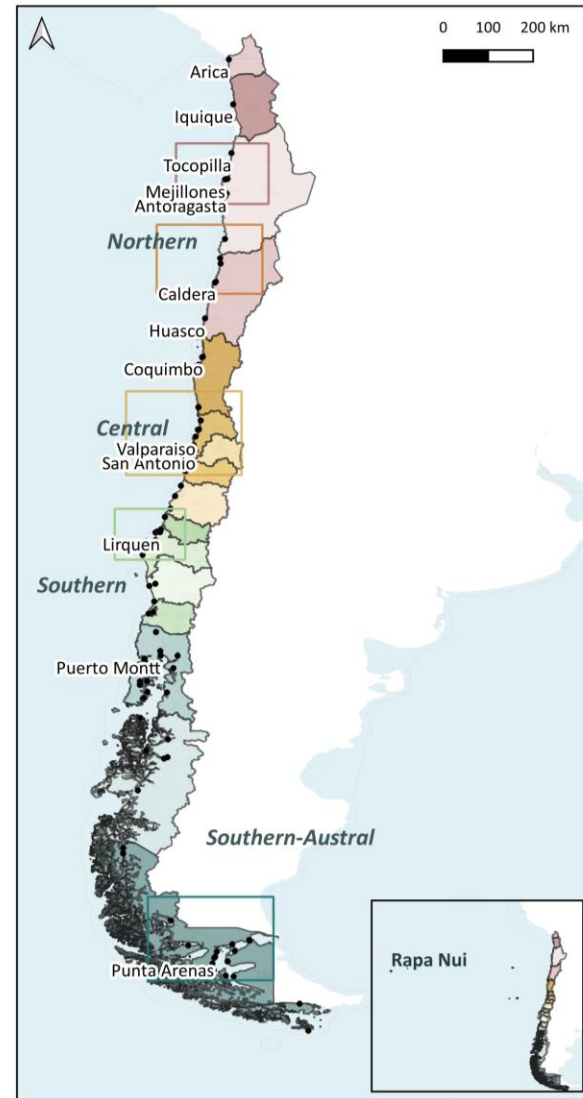 0 100 200 km
Arica
Iquique
Tocopilla
Mejillones
Antofagasta
Northern
Caldera
Huasco
Coquimbo
Central
Valparaiso
San Antonio
Lirquen
Southern
Puerto Montt
Southern-Austral
Punta Arenas
Rapa Nui